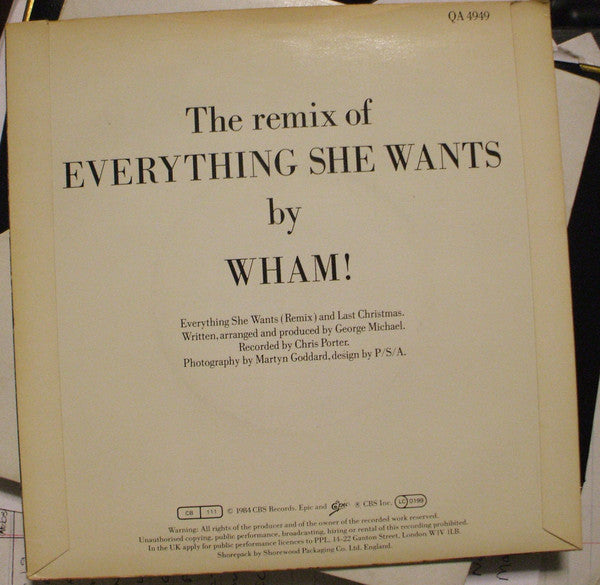 QA 4949
The remix of
EVERYTHING SHE WANTS
by
WHAM!
Everything She Wants (Remix) and Last Christmas.
Written, arranged and produced by George Michael.
Recorded by Chris Porter.
Photography by Martyn Goddard, design by P/S/A.
CB 111 © 1984 CBS Records. Epic and Epic ® CBS Inc. LC 0199
Warning: All rights of the producer and of the owner of the recorded work reserved.
Unauthorised copying, public performance, broadcasting, hiring or rental of this recording prohibited.
In the UK apply for public performance licences to PPL, 14-22 Ganton Street, London W1V 1LB.
Shorepack by Shorewood Packaging Co. Ltd. England.